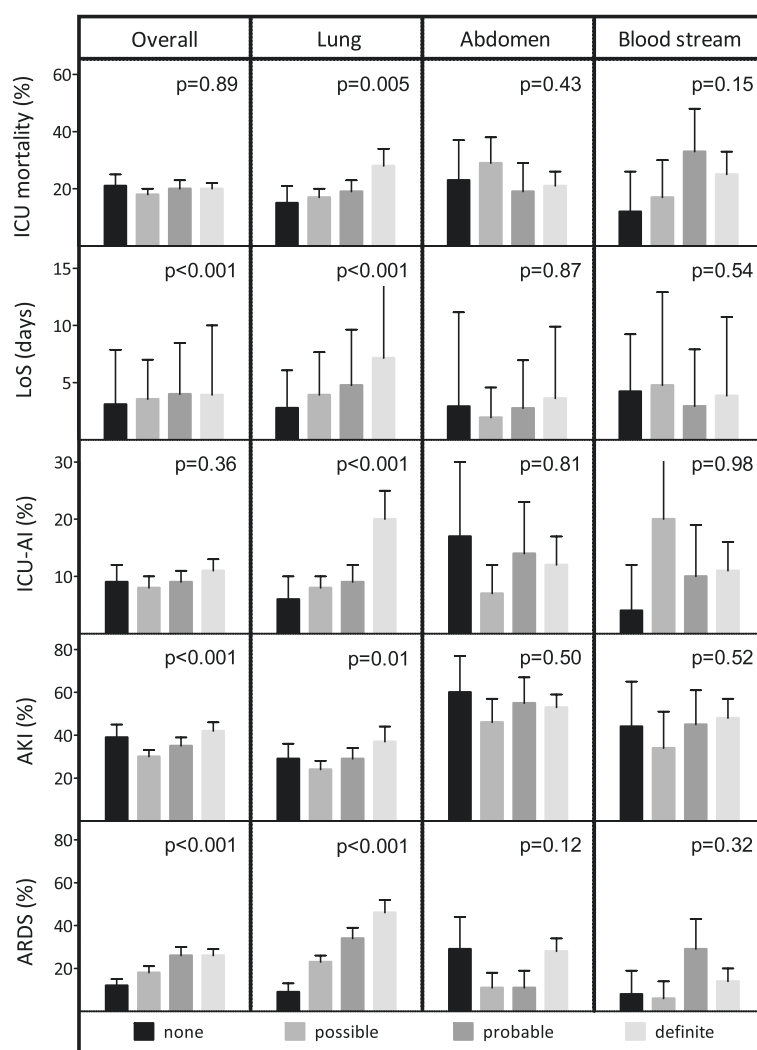 Overall Lung Abdomen Blood stream
ICU mortality (%)
60
40
20
p=0.89 p=0.005 p=0.43 p=0.15
LoS (days)
15
10
5
p<0.001 p<0.001 p=0.87 p=0.54
ICU-AI (%)
30
20
10
p=0.36 p<0.001 p=0.81 p=0.98
AKI (%)
80
60
40
20
p<0.001 p=0.01 p=0.50 p=0.52
ARDS (%)
80
60
40
20
p<0.001 p<0.001 p=0.12 p=0.32
none possible probable definite